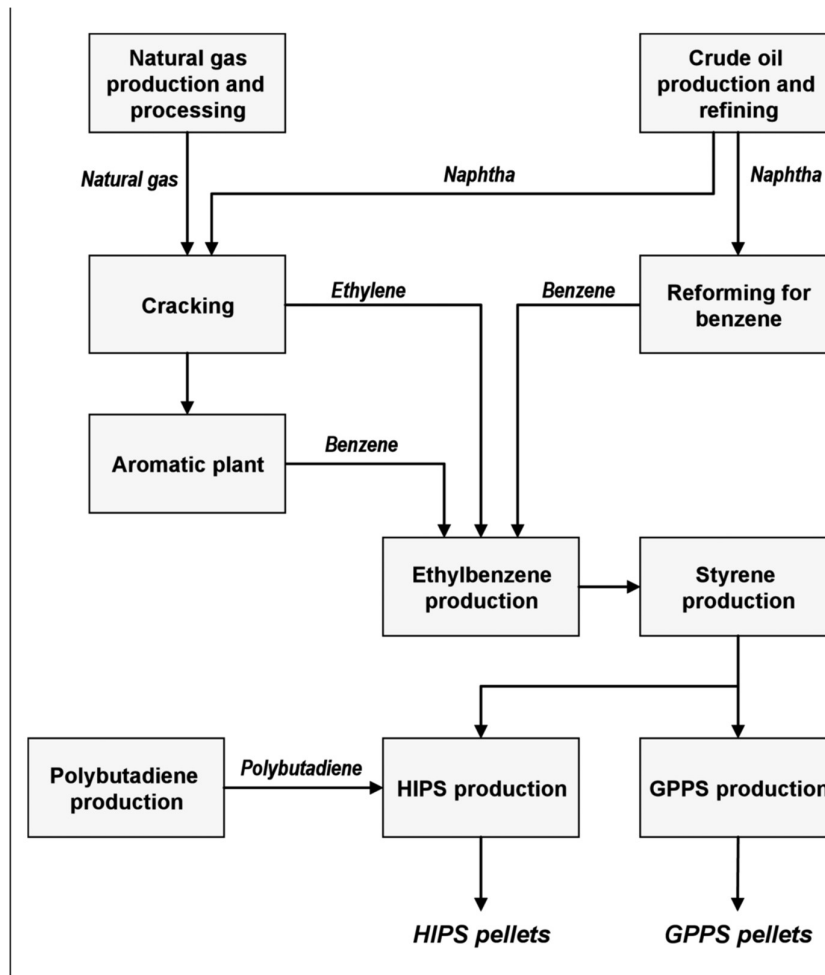 Natural gas
production and
processing
Crude oil
production and
refining
Natural gas
Naphtha
Naphtha
Cracking
Ethylene
Benzene
Reforming for
benzene
Aromatic plant
Benzene
Ethylbenzene
production
Styrene
production
Polybutadiene
production
Polybutadiene
HIPS production
GPPS production
HIPS pellets
GPPS pellets